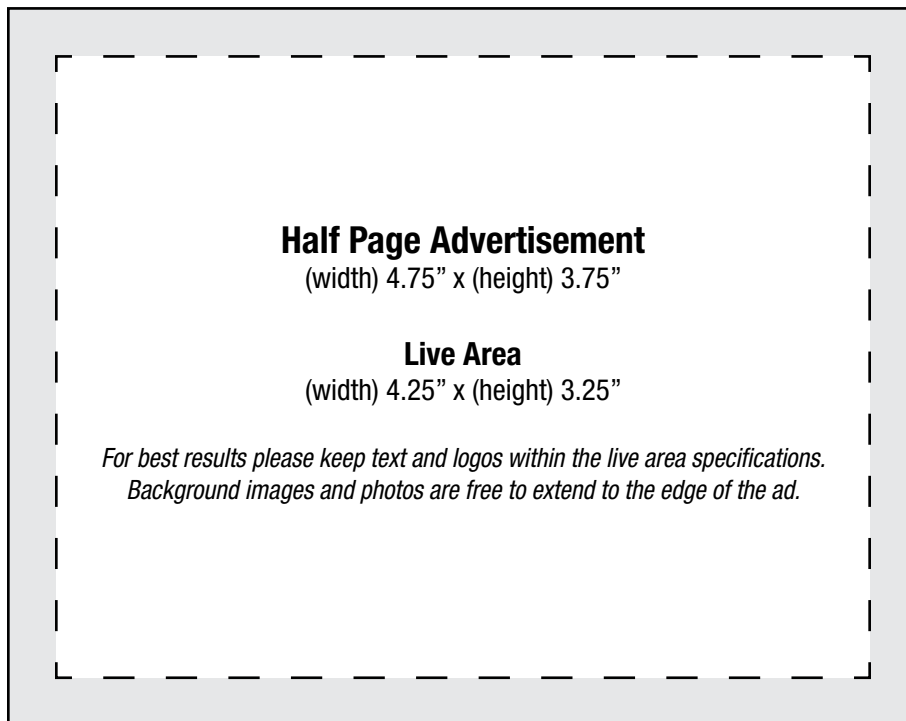 Half Page Advertisement
(width) 4.75” x (height) 3.75”
Live Area
(width) 4.25” x (height) 3.25”
For best results please keep text and logos within the live area specifications.
Background images and photos are free to extend to the edge of the ad.